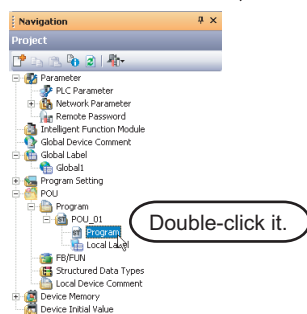 Navigation
Project
Parameter
PLC Parameter
Network Parameter
Remote Password
Intelligent Function Module
Global Device Comment
Global Label
Global1
Program Setting
POU
Program
POU_01
Program
Double-click it.
Local Label
FB/FUN
Structured Data Types
Local Device Comment
Device Memory
Device Initial Value